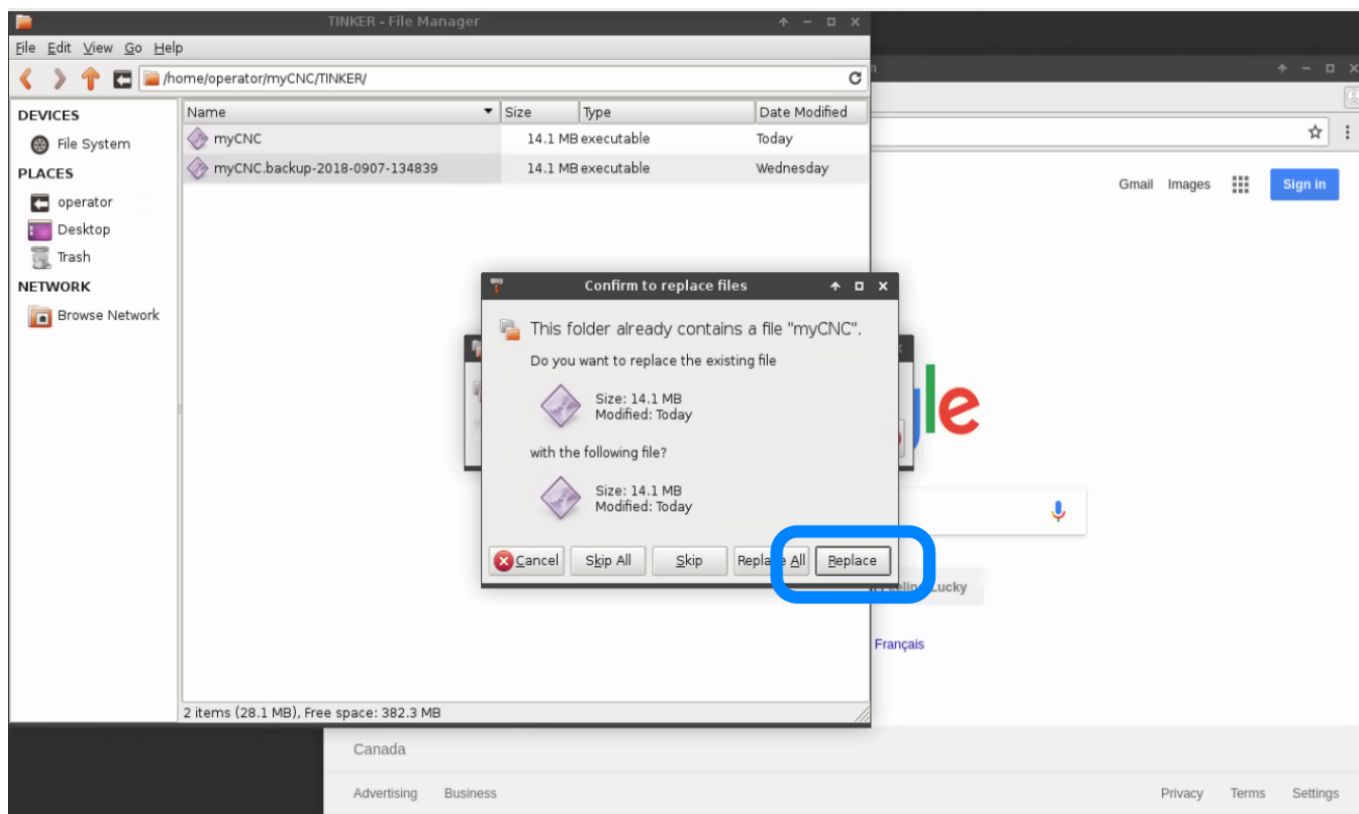 TINKER - File Manager
File Edit View Go Help
/home/operator/myCNC/TINKER/
DEVICES
File System
PLACES
operator
Desktop
Trash
NETWORK
Browse Network
Name Size Type Date Modified
myCNC 14.1 MB executable Today
myCNC.backup-2018-0907-134839 14.1 MB executable Wednesday
Gmail Images Sign in
Confirm to replace files
This folder already contains a file "myCNC".
Do you want to replace the existing file
Size: 14.1 MB
Modified: Today
with the following file?
Size: 14.1 MB
Modified: Today
Cancel Skip All Skip Replace All Replace
gle
Lucky
Français
2 items (28.1 MB), Free space: 382.3 MB
Canada
Advertising Business Privacy Terms Settings